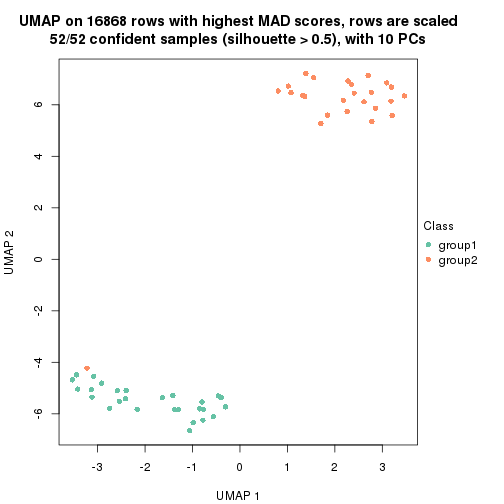 UMAP on 16868 rows with highest MAD scores, rows are scaled
52/52 confident samples (silhouette > 0.5), with 10 PCs
6
4
2
0
-2
-4
-6
UMAP 2
-3
-2
-1
0
1
2
3
UMAP 1
Class
group1
group2